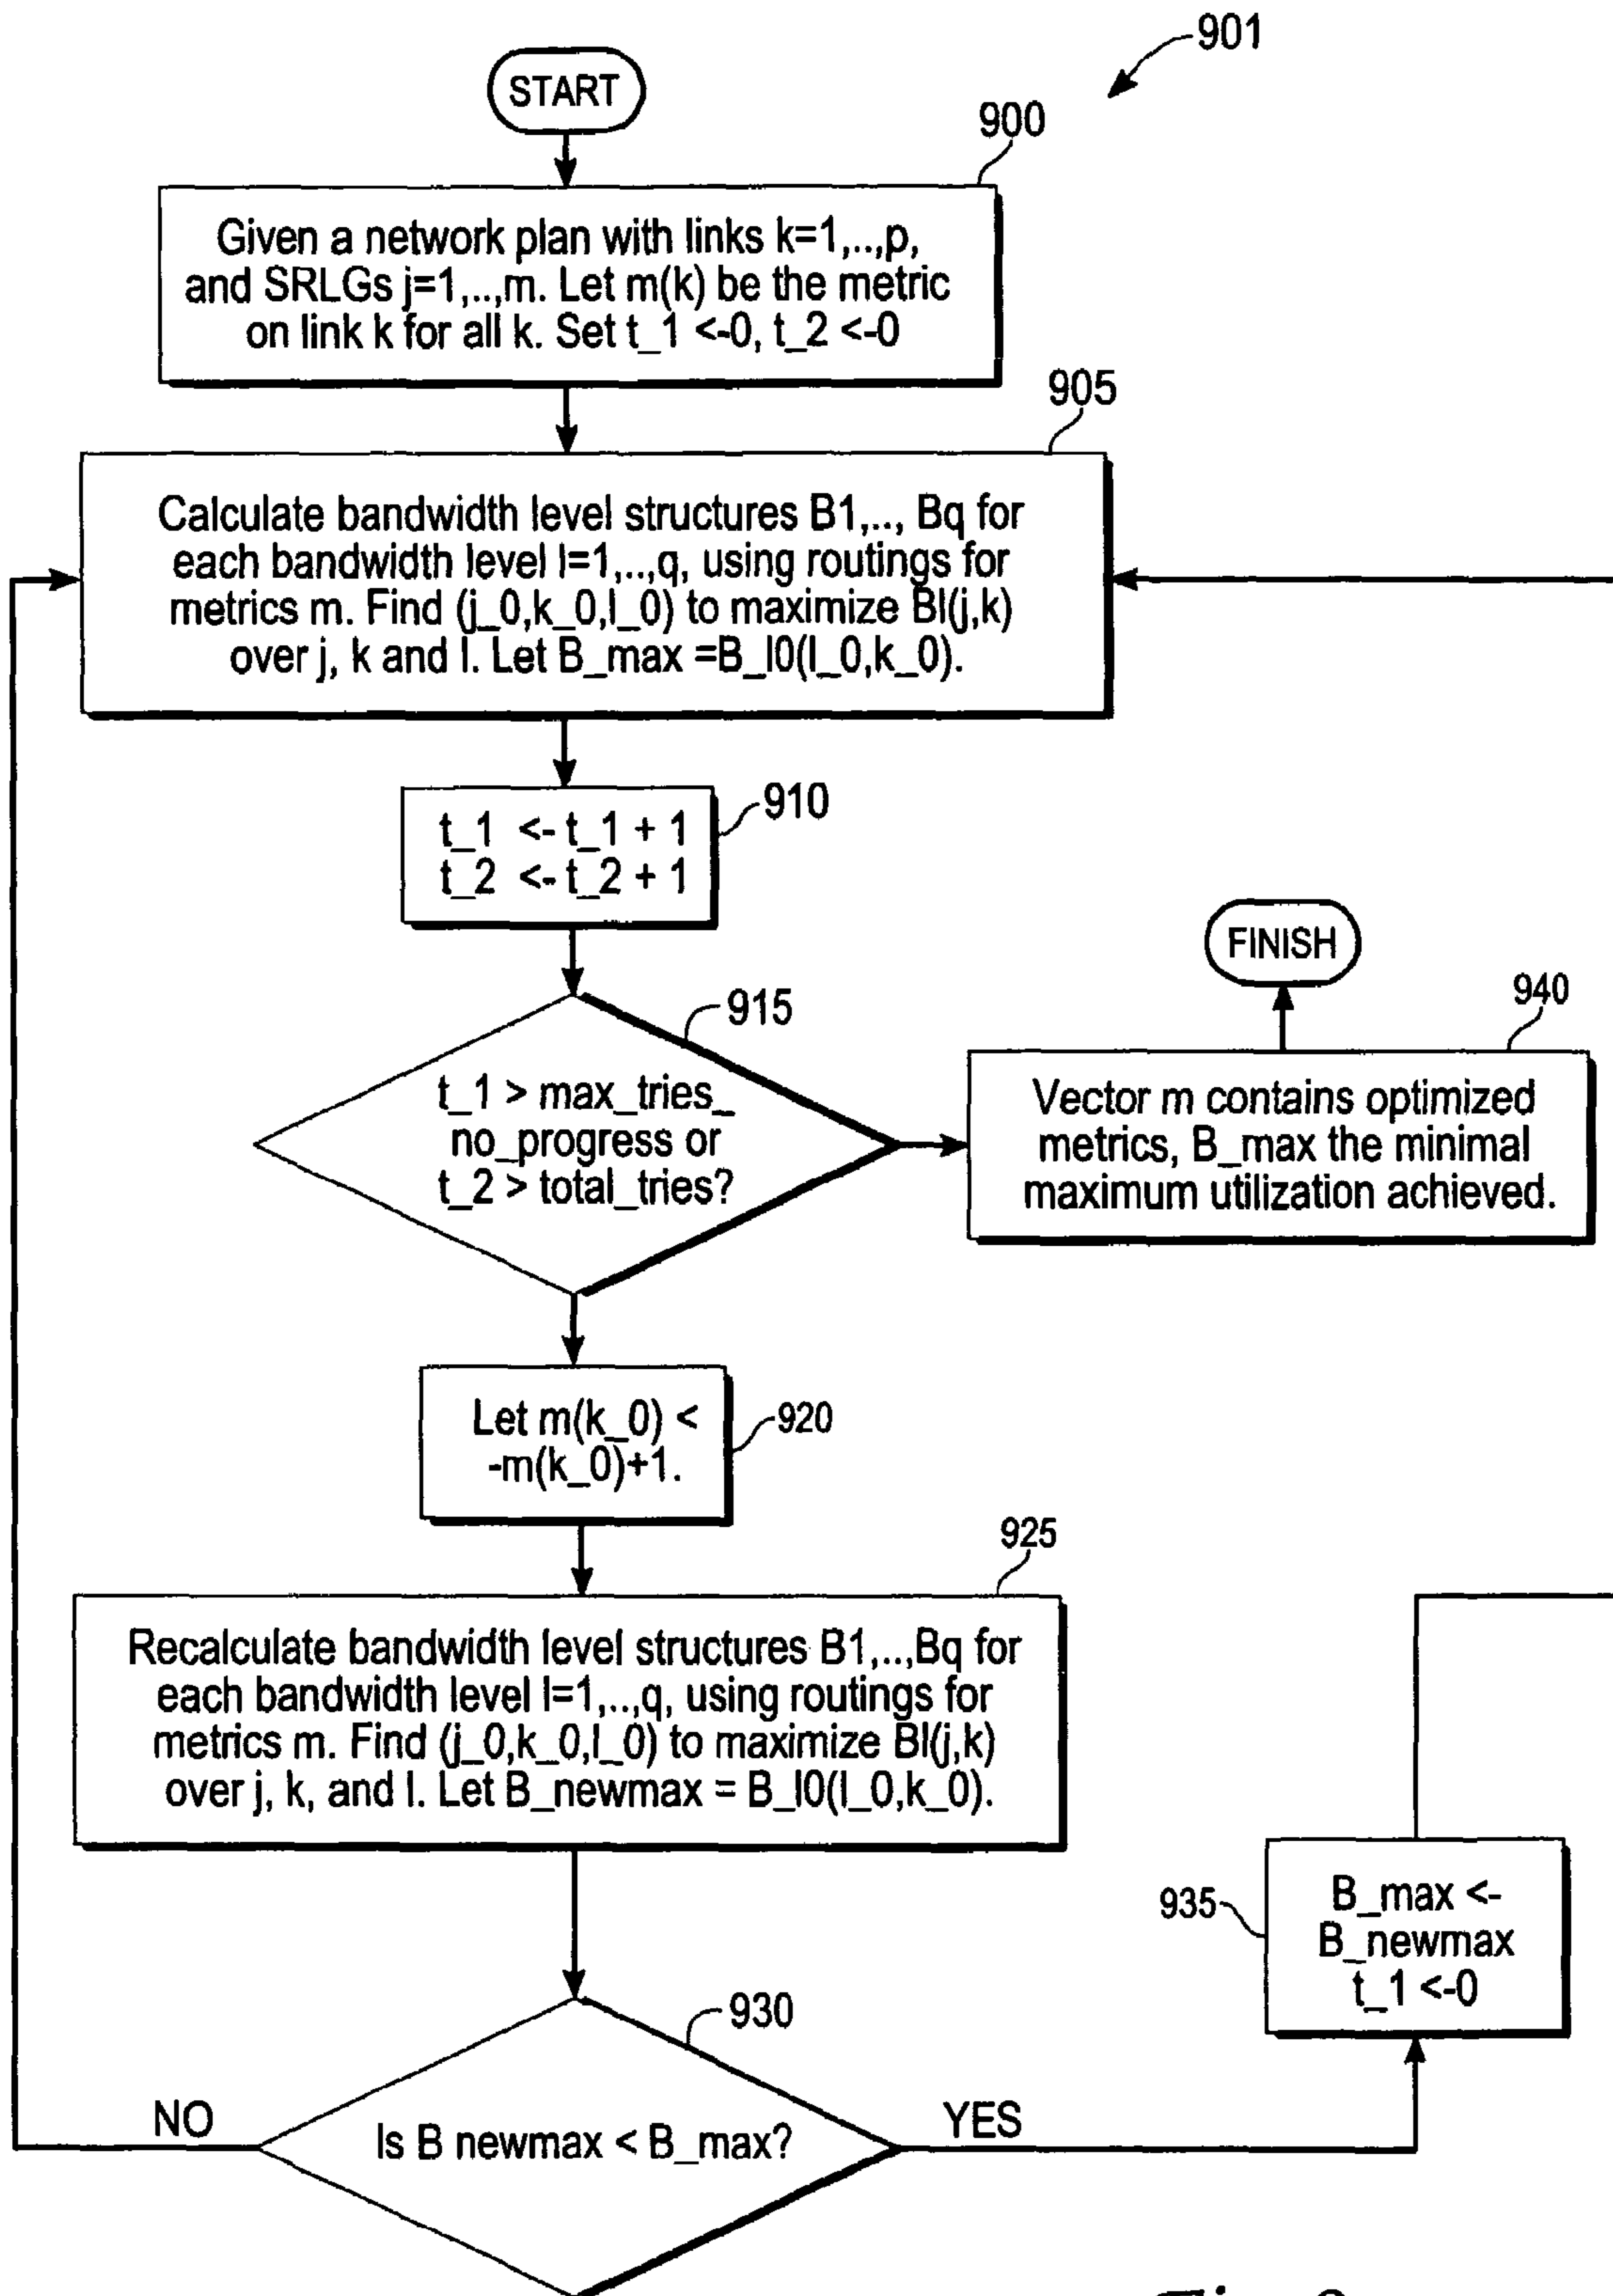 901
START
900
Given a network plan with links k=1,..,p,
and SRLGs j=1,..,m. Let m(k) be the metric
on link k for all k. Set t_1 <-0, t_2 <-0
905
Calculate bandwidth level structures B1,.., Bq for
each bandwidth level l=1,..,q, using routings for
metrics m. Find (j_0,k_0,l_0) to maximize Bl(j,k)
over j, k and l. Let B_max =B_l0(l_0,k_0).
910
t_1 <- t_1 + 1
t_2 <- t_2 + 1
915
t_1 > max_tries_
no_progress or
t_2 > total_tries?
FINISH
940
Vector m contains optimized
metrics, B_max the minimal
maximum utilization achieved.
920
Let m(k_0) <
-m(k_0)+1.
925
Recalculate bandwidth level structures B1,..,Bq for
each bandwidth level l=1,..,q, using routings for
metrics m. Find (j_0,k_0,l_0) to maximize Bl(j,k)
over j, k, and l. Let B_newmax = B_l0(l_0,k_0).
935
B_max <-
B_newmax
t_1 <-0
930
NO
Is B newmax < B_max?
YES